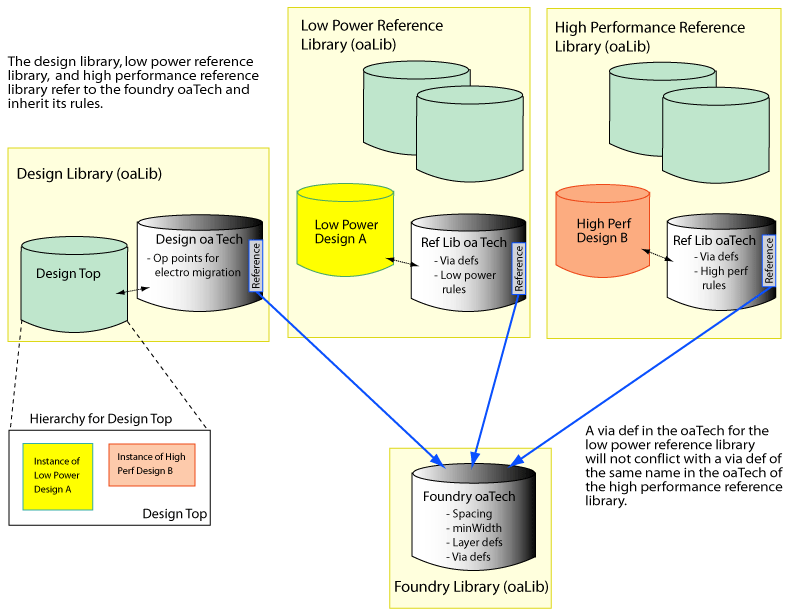 The design library, low power reference
library, and high performance reference
library refer to the foundry oaTech and
inherit its rules.
Low Power Reference
Library (oaLib)
High Performance Reference
Library (oaLib)
Design Library (oaLib)
Design Top
Design oa Tech
- Op points for
electro migration
Reference
Low Power
Design A
Ref Lib oa Tech
- Via defs
- Low power
rules
Reference
High Perf
Design B
Ref Lib oaTech
- Via defs
- High perf
rules
Reference
Hierarchy for Design Top
Instance of
Low Power
Design A
Instance of High
Perf Design B
Design Top
Foundry oaTech
- Spacing
- minWidth
- Layer defs
- Via defs
Foundry Library (oaLib)
A via def in the oaTech for the
low power reference library
will not conflict with a via def of
the same name in the oaTech of
the high performance reference
library.